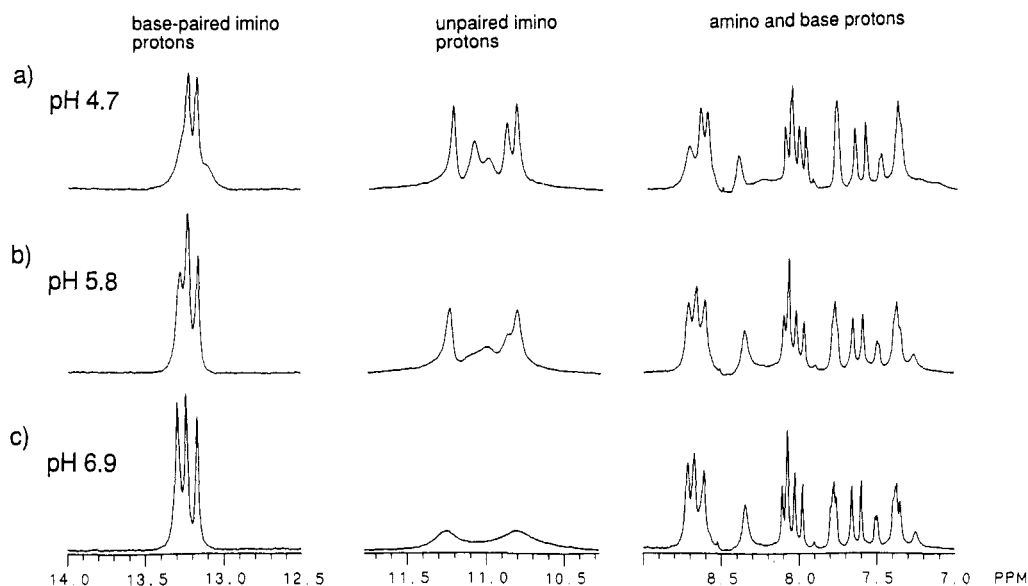 base-paired imino
protons
unpaired imino
protons
amino and base protons
a)
pH 4.7
b)
pH 5.8
c)
pH 6.9
14.0 13.5 13.0 12.5 11.5 11.0 10.5 8.5 8.0 7.5 7.0 PPM